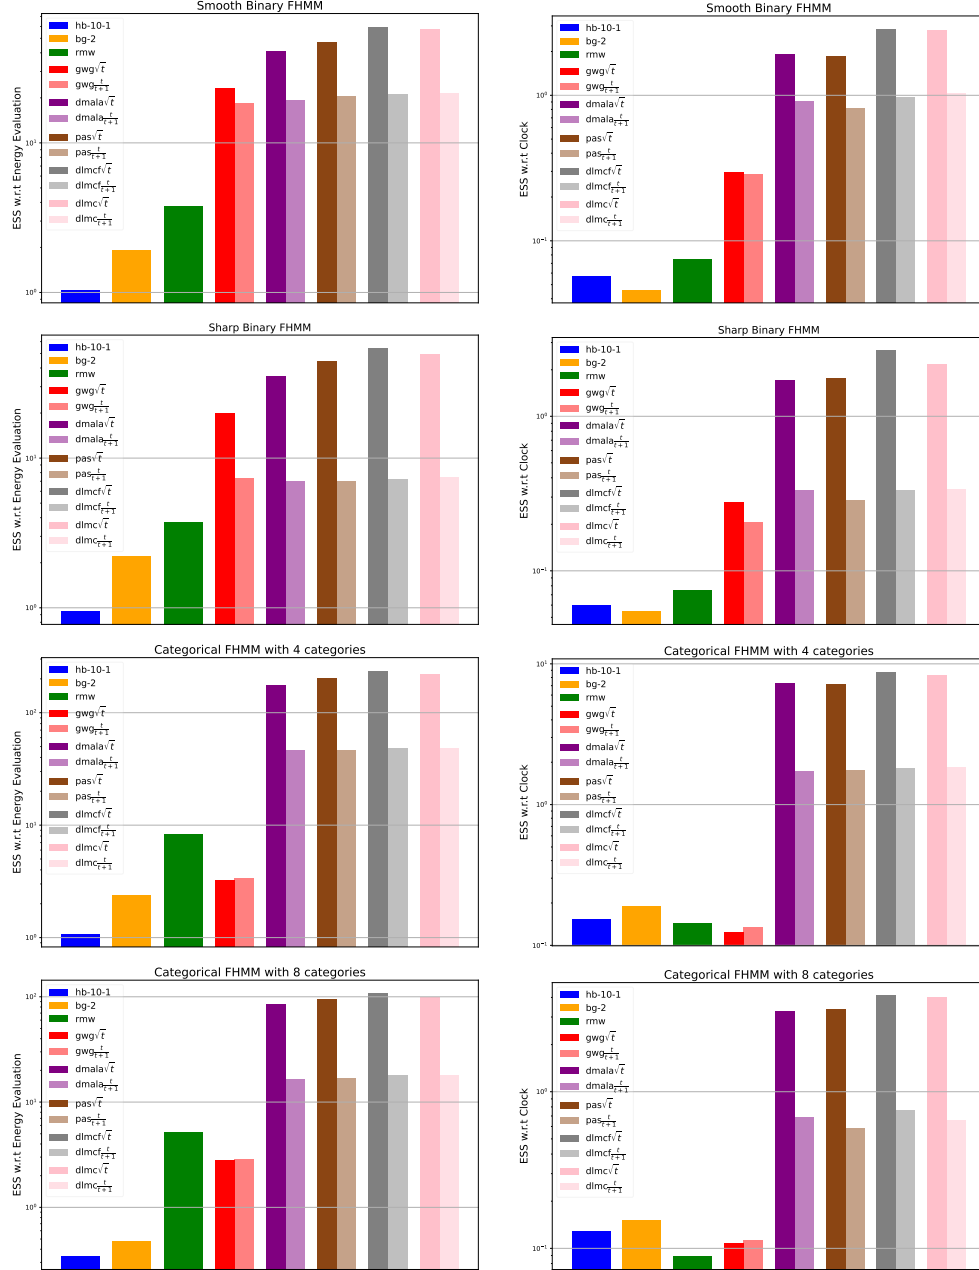 Smooth Binary FHMM
ESS w.r.t Energy Evaluation
10¹
10⁰
hb-10-1
bg-2
rmw
gwg√t
gwg t/t+1
dmala√t
dmala t/t+1
pas√t
pas t/t+1
dlmcf√t
dlmcf t/t+1
dlmc√t
dlmc t/t+1
Smooth Binary FHMM
ESS w.r.t Clock
10⁰
10⁻¹
hb-10-1
bg-2
rmw
gwg√t
gwg t/t+1
dmala√t
dmala t/t+1
pas√t
pas t/t+1
dlmcf√t
dlmcf t/t+1
dlmc√t
dlmc t/t+1
Sharp Binary FHMM
ESS w.r.t Energy Evaluation
10¹
10⁰
hb-10-1
bg-2
rmw
gwg√t
gwg t/t+1
dmala√t
dmala t/t+1
pas√t
pas t/t+1
dlmcf√t
dlmcf t/t+1
dlmc√t
dlmc t/t+1
Sharp Binary FHMM
ESS w.r.t Clock
10⁰
10⁻¹
hb-10-1
bg-2
rmw
gwg√t
gwg t/t+1
dmala√t
dmala t/t+1
pas√t
pas t/t+1
dlmcf√t
dlmcf t/t+1
dlmc√t
dlmc t/t+1
Categorical FHMM with 4 categories
ESS w.r.t Energy Evaluation
10²
10¹
10⁰
hb-10-1
bg-2
rmw
gwg√t
gwg t/t+1
dmala√t
dmala t/t+1
pas√t
pas t/t+1
dlmcf√t
dlmcf t/t+1
dlmc√t
dlmc t/t+1
Categorical FHMM with 4 categories
ESS w.r.t Clock
10¹
10⁰
10⁻¹
hb-10-1
bg-2
rmw
gwg√t
gwg t/t+1
dmala√t
dmala t/t+1
pas√t
pas t/t+1
dlmcf√t
dlmcf t/t+1
dlmc√t
dlmc t/t+1
Categorical FHMM with 8 categories
ESS w.r.t Energy Evaluation
10²
10¹
10⁰
hb-10-1
bg-2
rmw
gwg√t
gwg t/t+1
dmala√t
dmala t/t+1
pas√t
pas t/t+1
dlmcf√t
dlmcf t/t+1
dlmc√t
dlmc t/t+1
Categorical FHMM with 8 categories
ESS w.r.t Clock
10⁰
10⁻¹
hb-10-1
bg-2
rmw
gwg√t
gwg t/t+1
dmala√t
dmala t/t+1
pas√t
pas t/t+1
dlmcf√t
dlmcf t/t+1
dlmc√t
dlmc t/t+1